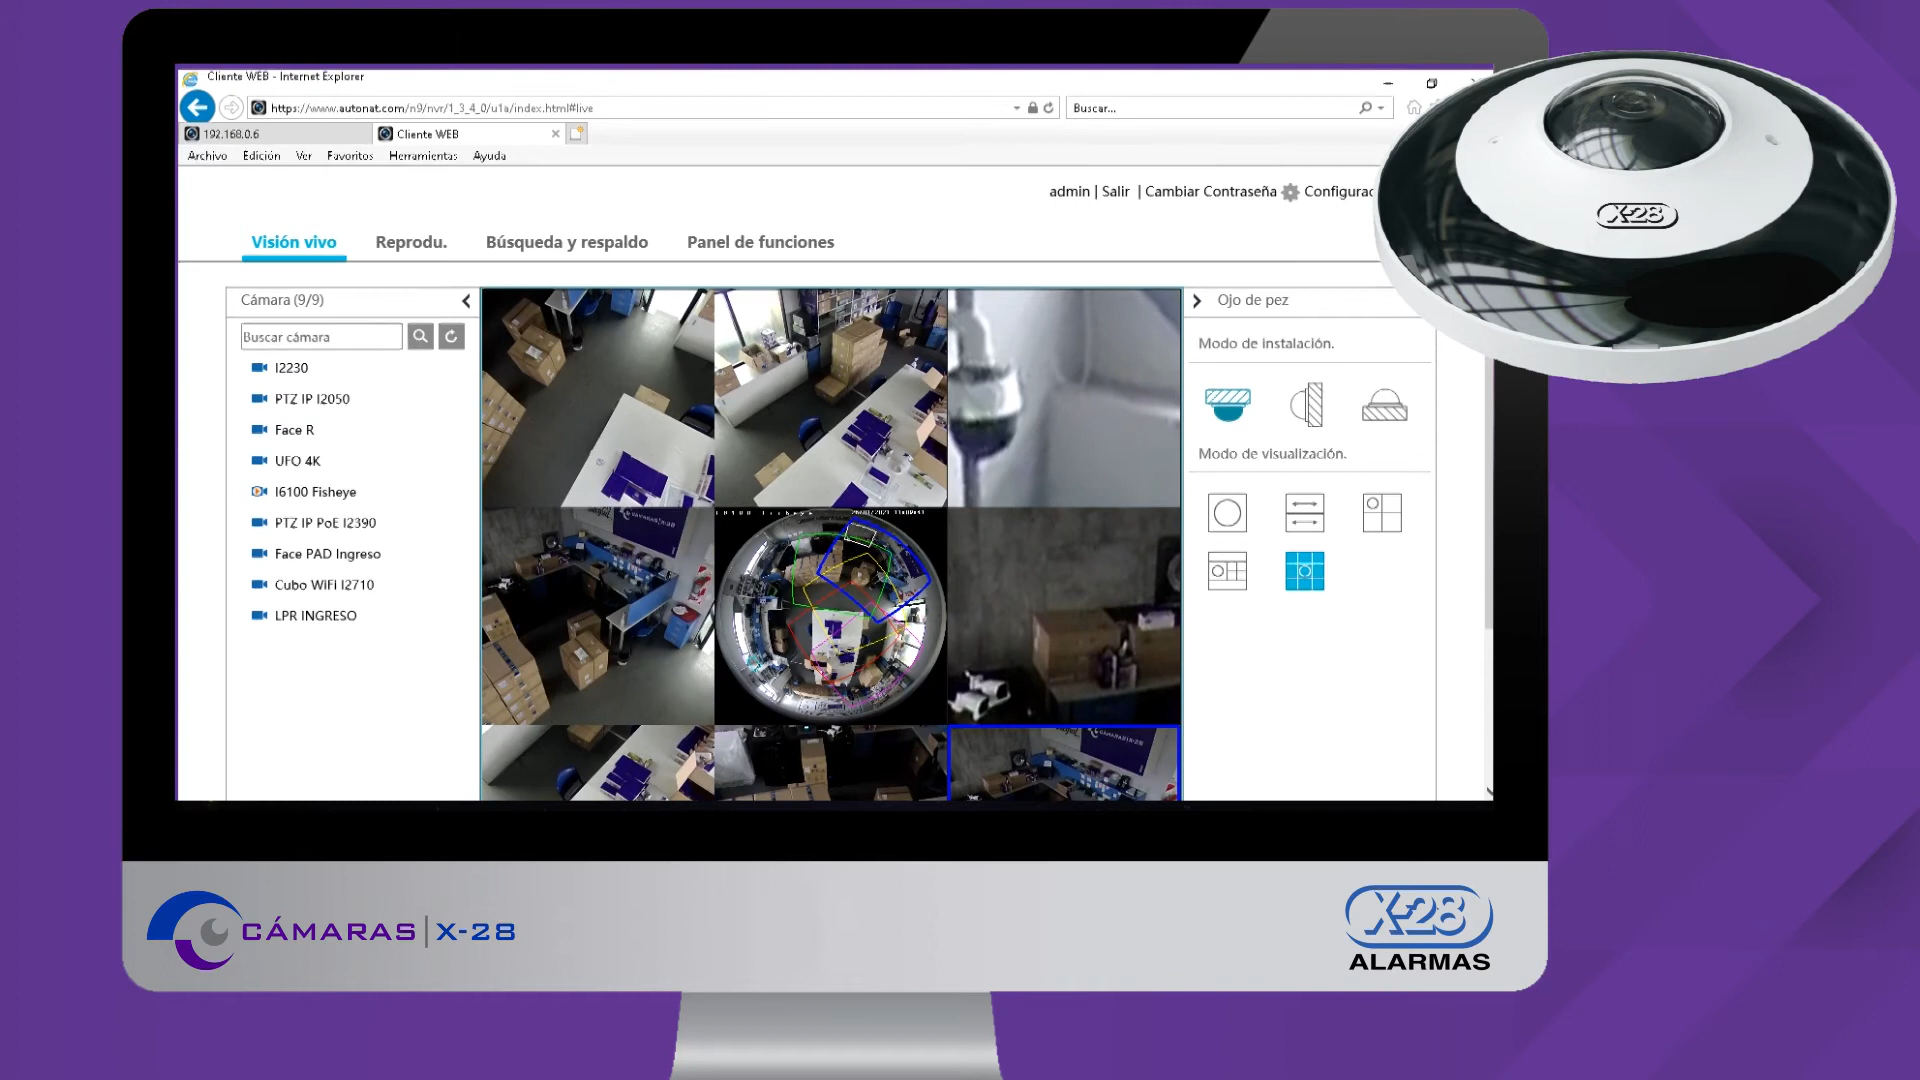 Cliente WEB - Internet Explorer
https://www.autonat.com/n9/nvr/1_3_4_0/u1a/index.html#live
Buscar...
192.168.0.6
Cliente WEB
Archivo Edición Ver Favoritos Herramientas Ayuda
admin | Salir | Cambiar Contraseña Configurac
X-28
Visión vivo Reprodu. Búsqueda y respaldo Panel de funciones
Cámara (9/9)
Ojo de pez
Buscar cámara
Modo de instalación.
I2230
PTZ IP I2050
Face R
UFO 4K
I6100 Fisheye
PTZ IP PoE I2390
Face PAD Ingreso
Cubo WiFi I2710
LPR INGRESO
Modo de visualización.
CÁMARAS|X-28
X-28
ALARMAS